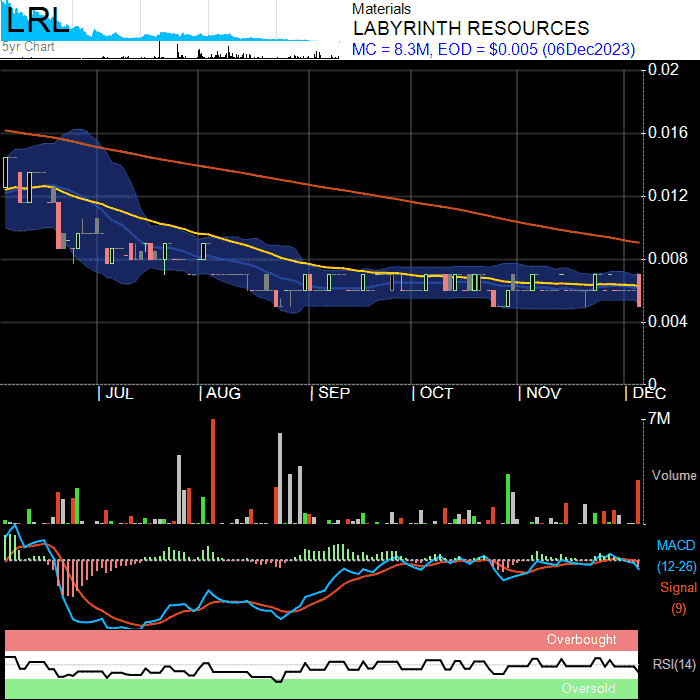 LRL
5yr Chart
Materials
LABYRINTH RESOURCES
MC = 8.3M, EOD = $0.005 (06Dec2023)
0.02
0.016
0.012
0.008
0.004
0
| JUL | AUG | SEP | OCT | NOV | DEC
7M
Volume
MACD
(12-26)
Signal
(9)
Overbought
RSI(14)
Oversold